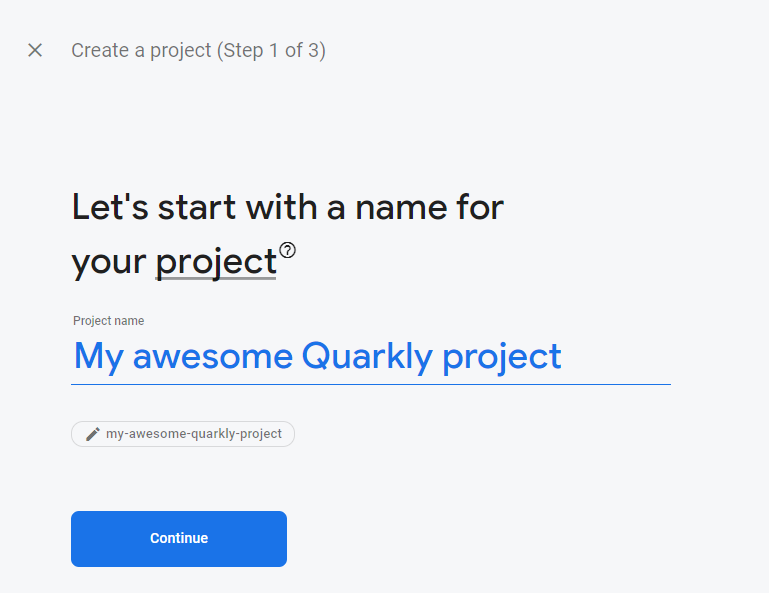 Create a project (Step 1 of 3)
Let's start with a name for
your project?
Project name
My awesome Quarkly project
my-awesome-quarkly-project
Continue